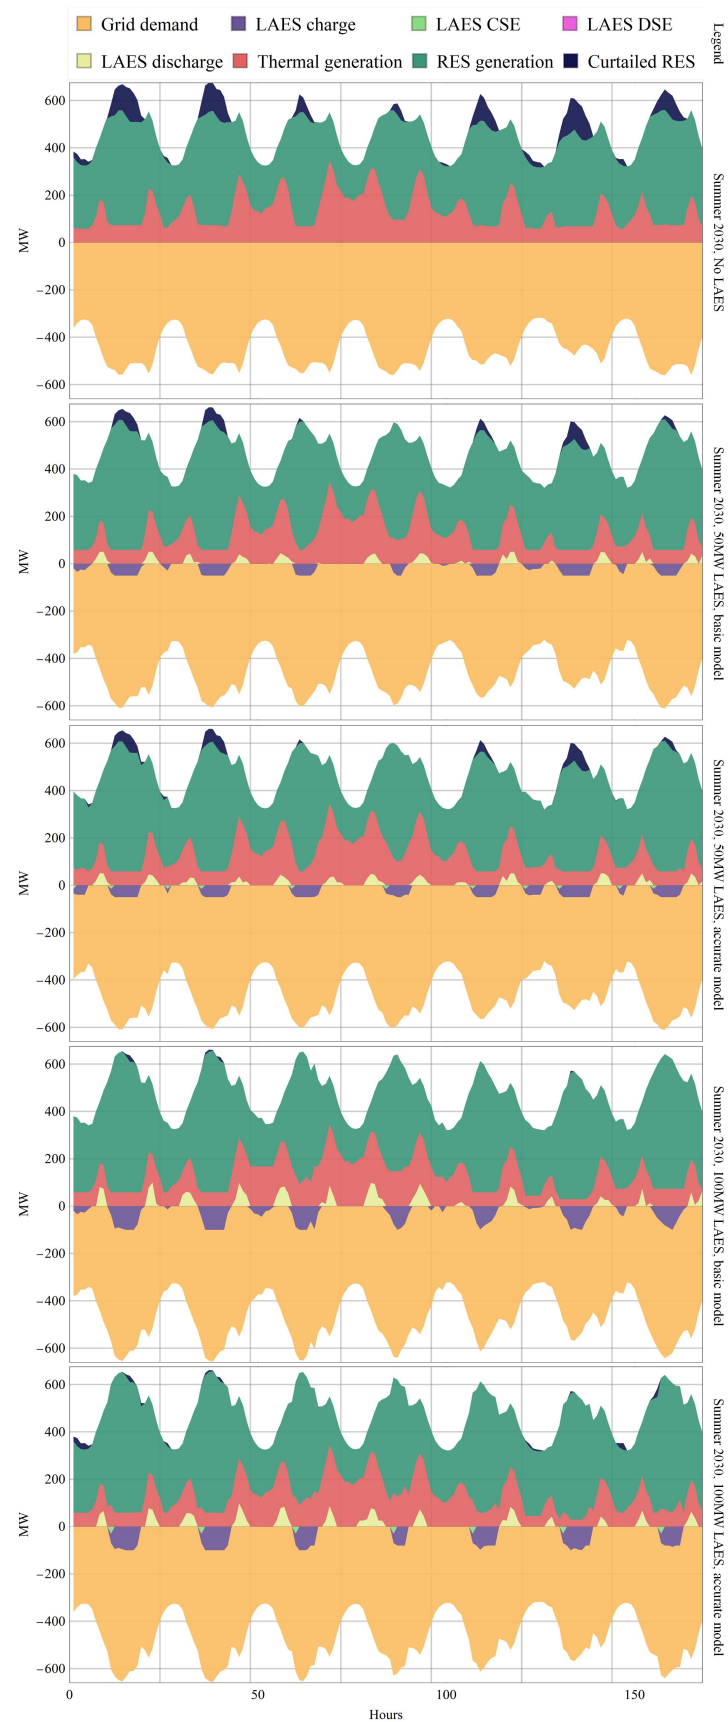 Grid demand LAES charge LAES CSE LAES DSE
LAES discharge Thermal generation RES generation Curtailed RES
Legend
600
400
200
0
−200
−400
−600
MW
Summer 2030, No LAES
600
400
200
0
−200
−400
−600
MW
Summer 2030, 50MW LAES, basic model
600
400
200
0
−200
−400
−600
MW
Summer 2030, 50MW LAES, accurate model
600
400
200
0
−200
−400
−600
MW
Summer 2030, 100MW LAES, basic model
600
400
200
0
−200
−400
−600
MW
Summer 2030, 100MW LAES, accurate model
0 50 100 150
Hours